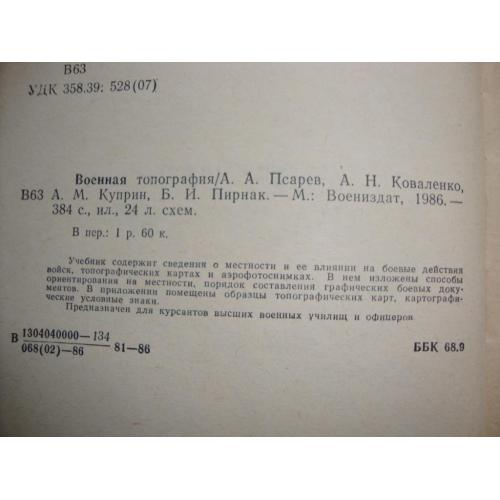 В63
УДК 358.39: 528(07)
Военная топография/А. А. Псарев, А. Н. Коваленко,
В63 А. М. Куприн, Б. И. Пирнак. — М.: Воениздат, 1986.—
384 с., ил., 24 л. схем.
В пер.: 1 р. 60 к.
Учебник содержит сведения о местности и ее влиянии на боевые действия
войск, топографических картах и аэрофотоснимках. В нем изложены способы
ориентирования на местности, порядок составления графических боевых доку-
ментов. В приложении помещены образцы топографических карт, картографи-
ческие условные знаки.
Предназначен для курсантов высших военных училищ и офицеров
В 1304040000—134
068(02)—86 81—86 ББК 68.9